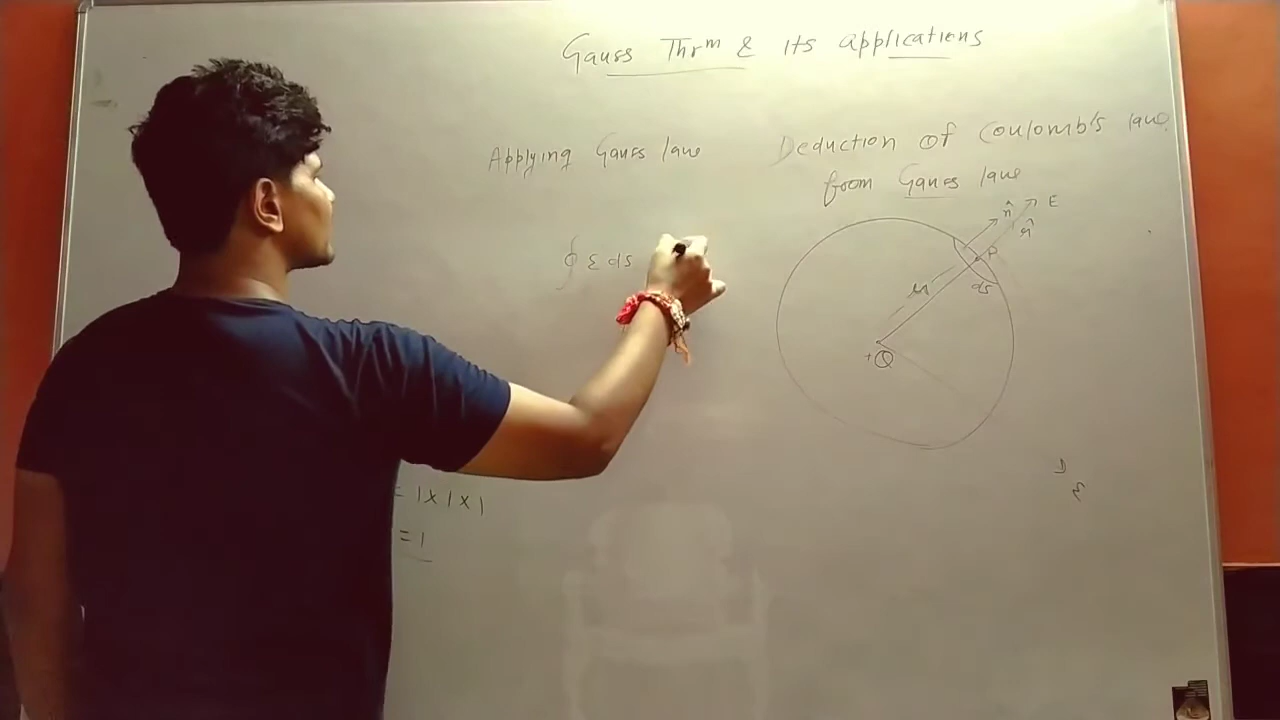 Gauss Thrm & its applications
Applying Gauss law
Deduction of Coulomb's law
from Gauss law
n̂
E
r̂
P
∮ E ds
r
ds
+Q
D
E
= 1 x 1 x 1
= 1